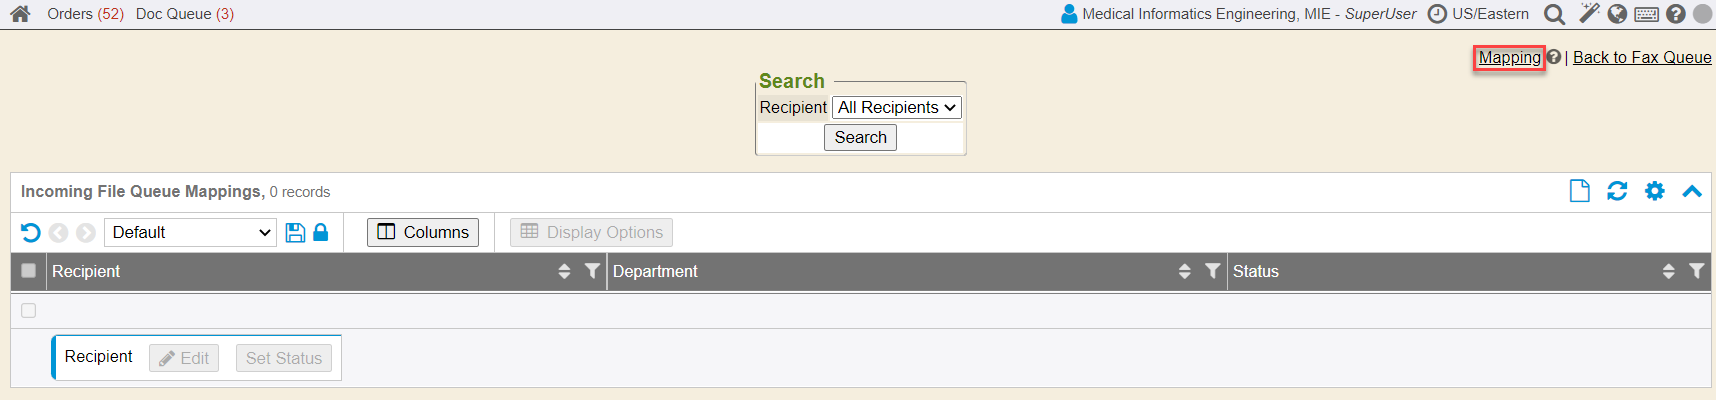 Orders (52) Doc Queue (3) Medical Informatics Engineering, MIE - SuperUser US/Eastern ?
Mapping ? | Back to Fax Queue
Search
Recipient All Recipients
Search
Incoming File Queue Mappings, 0 records
Default Columns Display Options
Recipient Department Status
Recipient Edit Set Status